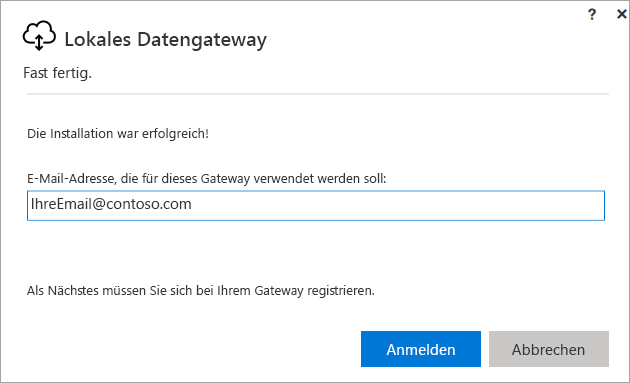 ? ×
Lokales Datengateway
Fast fertig.
Die Installation war erfolgreich!
E-Mail-Adresse, die für dieses Gateway verwendet werden soll:
IhreEmail@contoso.com
Als Nächstes müssen Sie sich bei Ihrem Gateway registrieren.
Anmelden Abbrechen